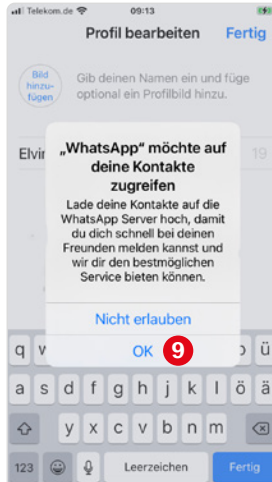 Telekom.de 09:13
Profil bearbeiten Fertig
Bild
hinzu-
fügen
Gib deinen Namen ein und füge
optional ein Profilbild hinzu.
Elvir 19
„WhatsApp“ möchte auf
deine Kontakte
zugreifen
Lade deine Kontakte auf die
WhatsApp Server hoch, damit
du dich schnell bei deinen
Freunden melden kannst und
wir dir den bestmöglichen
Service bieten können.
Nicht erlauben
OK 9
q ü
a s d f g h j k l ö ä
y x c v b n m
123 Leerzeichen Fertig